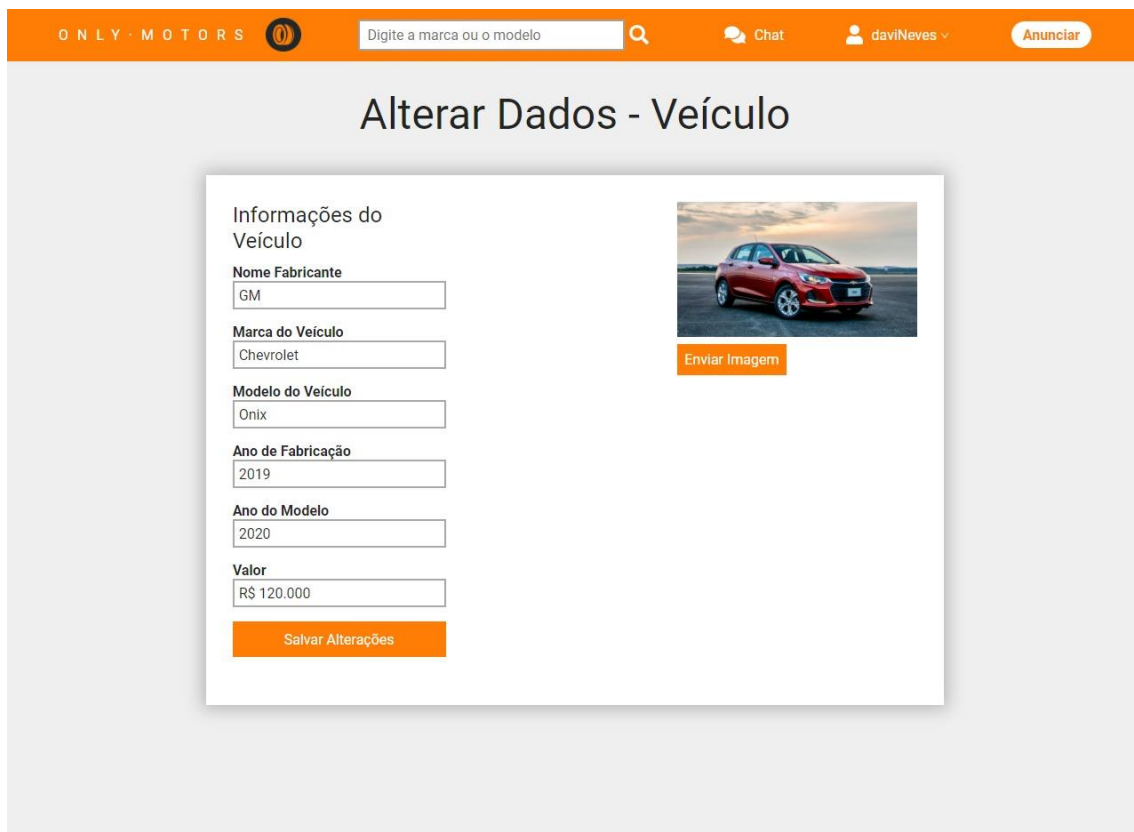 ONLY·MOTORS
Digite a marca ou o modelo
Chat
daviNeves
Anunciar
Alterar Dados - Veículo
Informações do
Veículo
Nome Fabricante
GM
Marca do Veículo
Chevrolet
Modelo do Veículo
Onix
Ano de Fabricação
2019
Ano do Modelo
2020
Valor
R$ 120.000
Salvar Alterações
Enviar Imagem